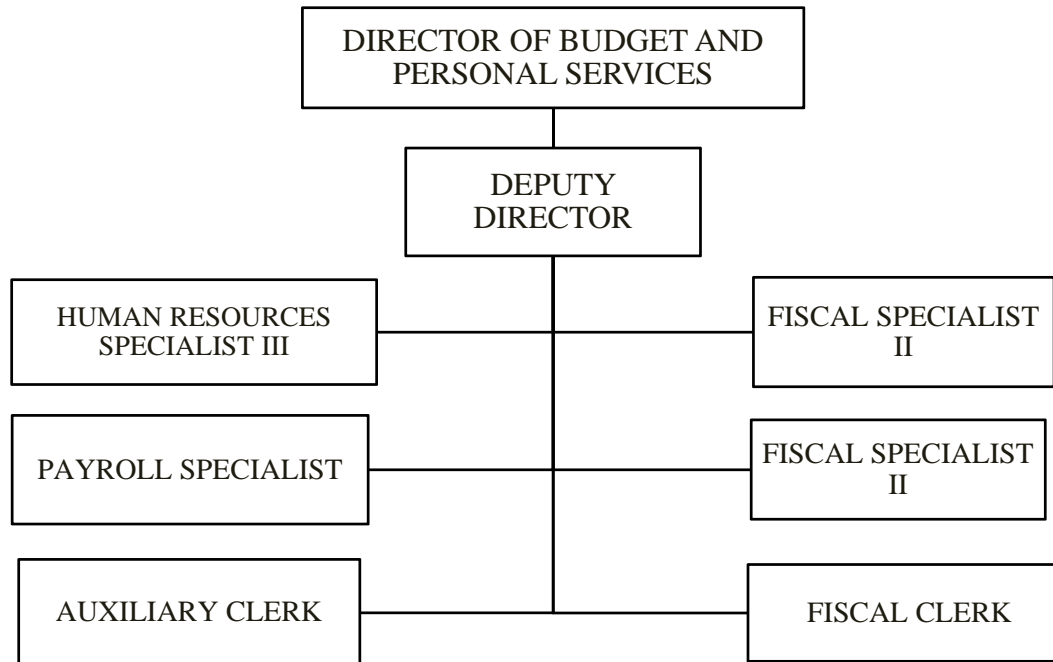 DIRECTOR OF BUDGET AND
PERSONAL SERVICES
DEPUTY
DIRECTOR
HUMAN RESOURCES
SPECIALIST III
FISCAL SPECIALIST
II
PAYROLL SPECIALIST
FISCAL SPECIALIST
II
AUXILIARY CLERK
FISCAL CLERK